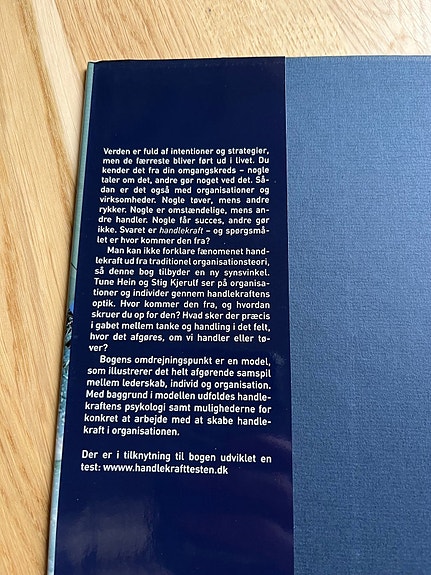 Verden er fuld af intentioner og strategier,
men de færreste bliver ført ud i livet. Du
kender det fra din omgangskreds – nogle
taler om det, andre gør noget ved det. Så-
dan er det også med organisationer og
virksomheder. Nogle tøver, mens andre
rykker. Nogle er omstændelige, mens an-
dre handler. Nogle får succes, andre gør
ikke. Svaret er handlekraft – og spørgsmå-
let er hvor kommer den fra?
Man kan ikke forklare fænomenet hand-
lekraft ud fra traditionel organisationsteori,
så denne bog tilbyder en ny synsvinkel.
Tune Hein og Stig Kjerulf ser på organisa-
tioner og individer gennem handlekraftens
optik. Hvor kommer den fra, og hvordan
skruer du op for den? Hvad sker der præcis
i gabet mellem tanke og handling i det felt,
hvor det afgøres, om vi handler eller tø-
ver?
Bogens omdrejningspunkt er en model,
som illustrerer det helt afgørende samspil
mellem lederskab, individ og organisation.
Med baggrund i modellen udfoldes handle-
kraftens psykologi samt mulighederne for
konkret at arbejde med at skabe handle-
kraft i organisationen.
Der er i tilknytning til bogen udviklet en
test: wwww.handlekrafttesten.dk